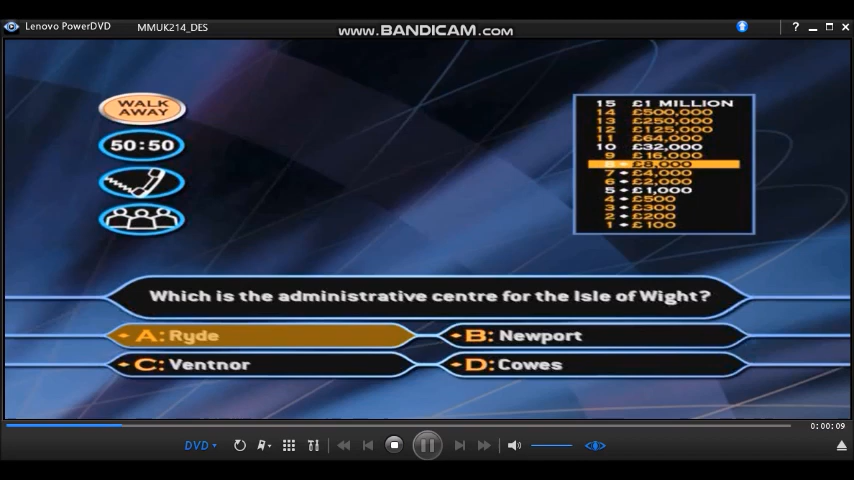 Lenovo PowerDVD MMUK214_DES
www.BANDICAM.com
?
WALK
AWAY
50:50
15 £1 MILLION
14 £500,000
13 £250,000
12 £125,000
11 £64,000
10 £32,000
9 £16,000
8 £8,000
7 £4,000
6 £2,000
5 £1,000
4 £500
3 £300
2 £200
1 £100
Which is the administrative centre for the Isle of Wight?
A: Ryde
B: Newport
C: Ventnor
D: Cowes
0:00:09
DVD